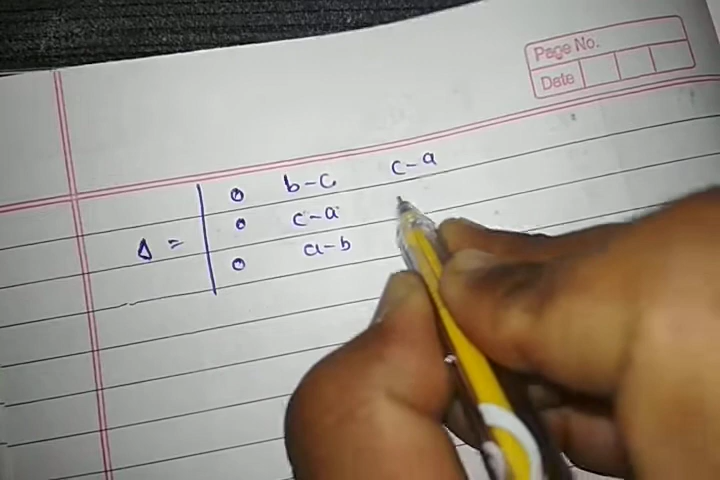 Page No.
Date
0 b-c c-a
0 c-a
Δ =
0 a-b